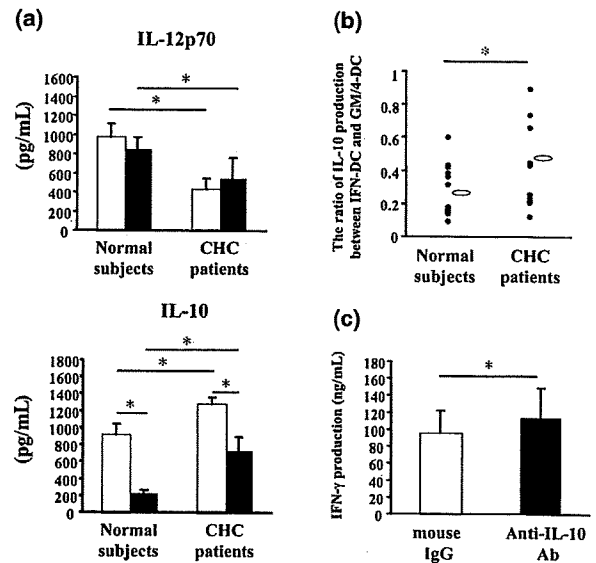 (a)
IL-12p70
(pg/mL)
1600
1400
1200
1000
800
600
400
200
0
*
*
Normal subjects
CHC patients
IL-10
(pg/mL)
1800
1600
1400
1200
1000
800
600
400
200
0
*
*
*
*
Normal subjects
CHC patients
(b)
The ratio of IL-10 production
between IFN-DC and GM/4-DC
1
0.8
0.6
0.4
0.2
0
*
Normal subjects
CHC patients
(c)
IFN-γ production (ng/mL)
180
160
140
120
100
80
60
40
20
0
*
mouse IgG
Anti-IL-10 Ab